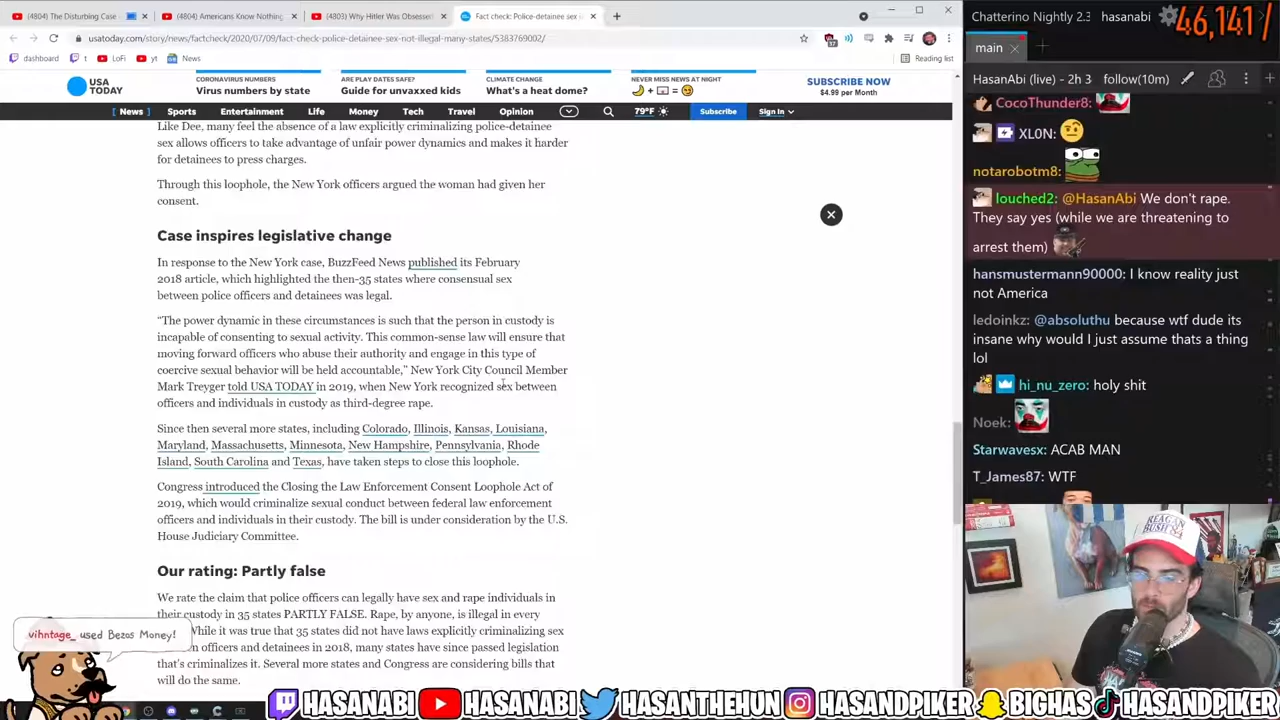 (4804) The Disturbing Case
(4804) Americans Know Nothing
(4803) Why Hitler Was Obsesse
Fact check: Police-detainee sex
usatoday.com/story/news/factcheck/2020/07/09/fact-check-police-detainee-sex-not-illegal-many-states/5383769002/
dashboard
t
LoFi
yt
News
Reading list
USA
TODAY
CORONAVIRUS NUMBERS
Virus numbers by state
ARE PLAY DATES SAFE?
Guide for unvaxxed kids
CLIMATE CHANGE
What's a heat dome?
NEVER MISS NEWS AT NIGHT
SUBSCRIBE NOW
$4.99 per Month
[ News ]
Sports
Entertainment
Life
Money
Tech
Travel
Opinion
79°F
Subscribe
Sign In
Like Dee, many feel the absence of a law explicitly criminalizing police-detainee
sex allows officers to take advantage of unfair power dynamics and makes it harder
for detainees to press charges.
Through this loophole, the New York officers argued the woman had given her
consent.
Case inspires legislative change
In response to the New York case, BuzzFeed News published its February
2018 article, which highlighted the then-35 states where consensual sex
between police officers and detainees was legal.
“The power dynamic in these circumstances is such that the person in custody is
incapable of consenting to sexual activity. This common-sense law will ensure that
moving forward officers who abuse their authority and engage in this type of
coercive sexual behavior will be held accountable,” New York City Council Member
Mark Treyger told USA TODAY in 2019, when New York recognized sex between
officers and individuals in custody as third-degree rape.
Since then several more states, including Colorado, Illinois, Kansas, Louisiana,
Maryland, Massachusetts, Minnesota, New Hampshire, Pennsylvania, Rhode
Island, South Carolina and Texas, have taken steps to close this loophole.
Congress introduced the Closing the Law Enforcement Consent Loophole Act of
2019, which would criminalize sexual conduct between federal law enforcement
officers and individuals in their custody. The bill is under consideration by the U.S.
House Judiciary Committee.
Our rating: Partly false
We rate the claim that police officers can legally have sex and rape individuals in
their custody in 35 states PARTLY FALSE. Rape, by anyone, is illegal in every
While it was true that 35 states did not have laws explicitly criminalizing sex
officers and detainees in 2018, many states have since passed legislation
that's criminalizes it. Several more states and Congress are considering bills that
will do the same.
vihntage_ used Bezos Money!
Chatterino Nightly 2.3
hasanabi
46,141/
main
HasanAbi (live) - 2h 3
follow(10m)
CocoThunder8:
XL0N:
notarobotm8:
louched2: @HasanAbi We don't rape.
They say yes (while we are threatening to
arrest them)
hansmustermann90000: I know reality just
not America
ledoinkz: @absoluthu because wtf dude its
insane why would I just assume thats a thing
lol
hi_nu_zero: holy shit
Noek:
Starwavesx: ACAB MAN
T_James87: WTF
HASANABI
HASANABI
HASANTHEHUN
HASANDPIKER
BIGHAS
HASANDPIKER